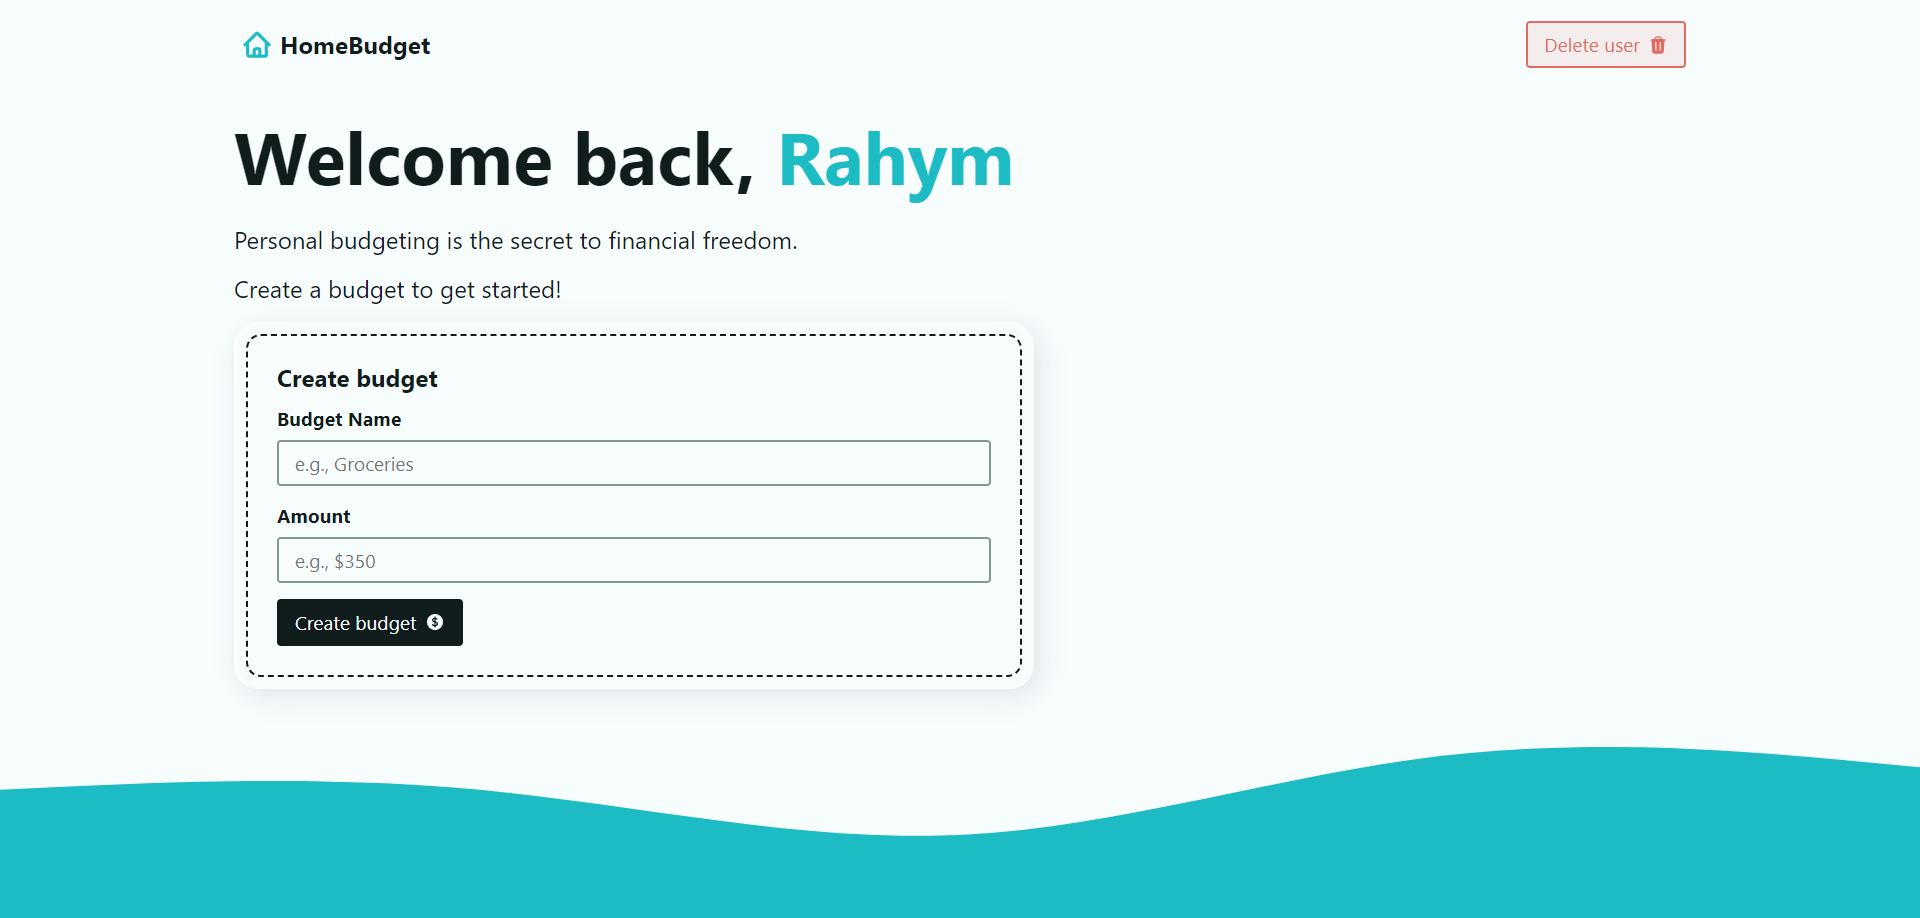 HomeBudget
Delete user
Welcome back, Rahym
Personal budgeting is the secret to financial freedom.
Create a budget to get started!
Create budget
Budget Name
e.g., Groceries
Amount
e.g., $350
Create budget $